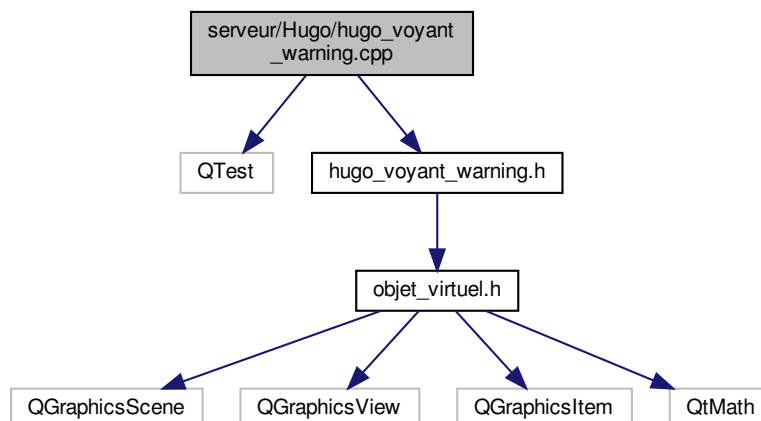 serveur/Hugo/hugo_voyant
_warning.cpp
QTest
hugo_voyant_warning.h
objet_virtuel.h
QGraphicsScene
QGraphicsView
QGraphicsItem
QtMath